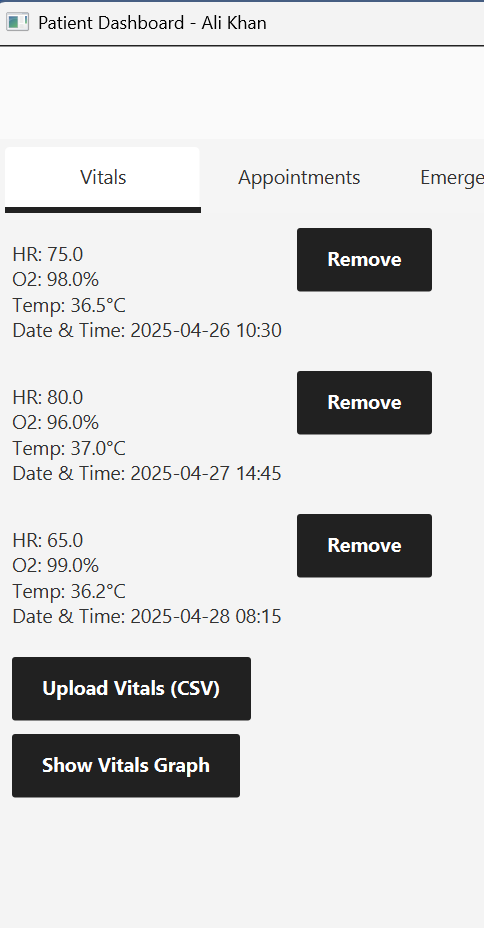 Patient Dashboard - Ali Khan
Vitals Appointments Emerge
HR: 75.0
O2: 98.0%
Temp: 36.5°C
Date & Time: 2025-04-26 10:30
Remove
HR: 80.0
O2: 96.0%
Temp: 37.0°C
Date & Time: 2025-04-27 14:45
Remove
HR: 65.0
O2: 99.0%
Temp: 36.2°C
Date & Time: 2025-04-28 08:15
Remove
Upload Vitals (CSV)
Show Vitals Graph